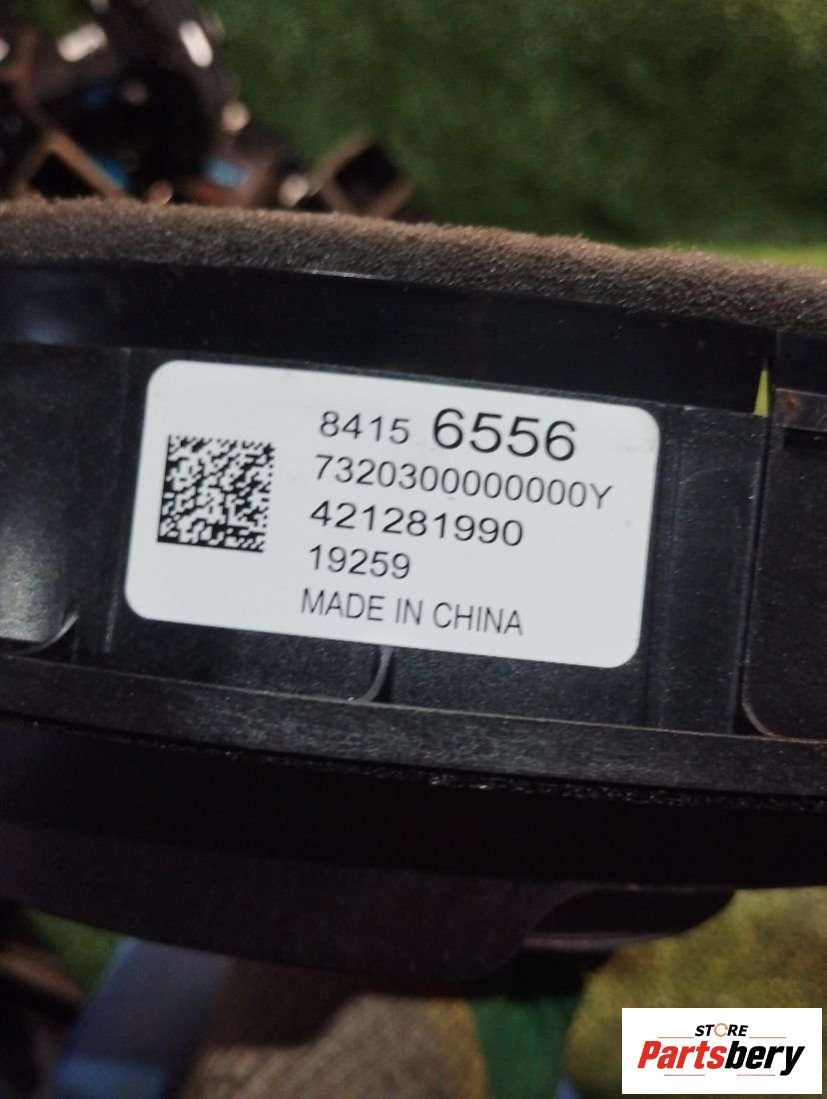 8415 6556
7320300000000Y
421281990
19259
MADE IN CHINA
STORE
Partsbery